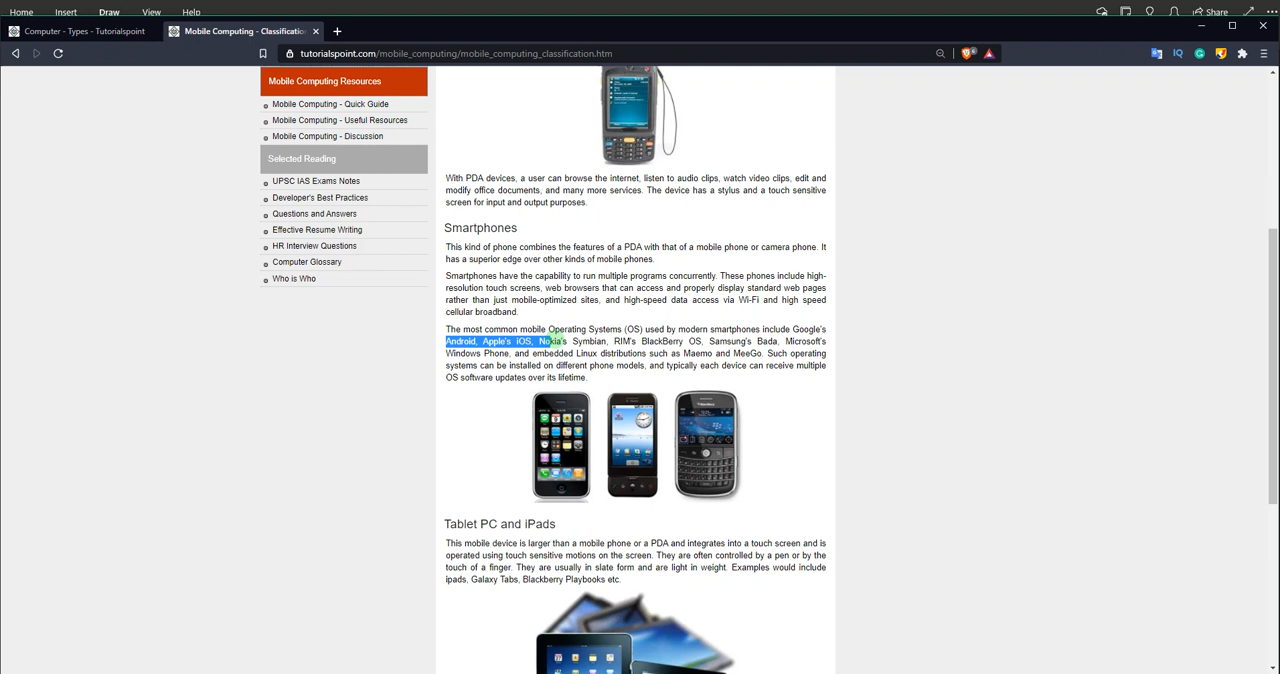 Home Insert Draw View Help Share
Computer - Types - Tutorialspoint
Mobile Computing - Classificatio
tutorialspoint.com/mobile_computing/mobile_computing_classification.htm
Mobile Computing Resources
Mobile Computing - Quick Guide
Mobile Computing - Useful Resources
Mobile Computing - Discussion
Selected Reading
UPSC IAS Exams Notes
Developer's Best Practices
Questions and Answers
Effective Resume Writing
HR Interview Questions
Computer Glossary
Who is Who
With PDA devices, a user can browse the internet, listen to audio clips, watch video clips, edit and
modify office documents, and many more services. The device has a stylus and a touch sensitive
screen for input and output purposes.
Smartphones
This kind of phone combines the features of a PDA with that of a mobile phone or camera phone. It
has a superior edge over other kinds of mobile phones.
Smartphones have the capability to run multiple programs concurrently. These phones include high-
resolution touch screens, web browsers that can access and properly display standard web pages
rather than just mobile-optimized sites, and high-speed data access via Wi-Fi and high speed
cellular broadband.
The most common mobile Operating Systems (OS) used by modern smartphones include Google's
Android, Apple's iOS, Nokia's Symbian, RIM's BlackBerry OS, Samsung's Bada, Microsoft's
Windows Phone, and embedded Linux distributions such as Maemo and MeeGo. Such operating
systems can be installed on different phone models, and typically each device can receive multiple
OS software updates over its lifetime.
Tablet PC and iPads
This mobile device is larger than a mobile phone or a PDA and integrates into a touch screen and is
operated using touch sensitive motions on the screen. They are often controlled by a pen or by the
touch of a finger. They are usually in slate form and are light in weight. Examples would include
ipads, Galaxy Tabs, Blackberry Playbooks etc.